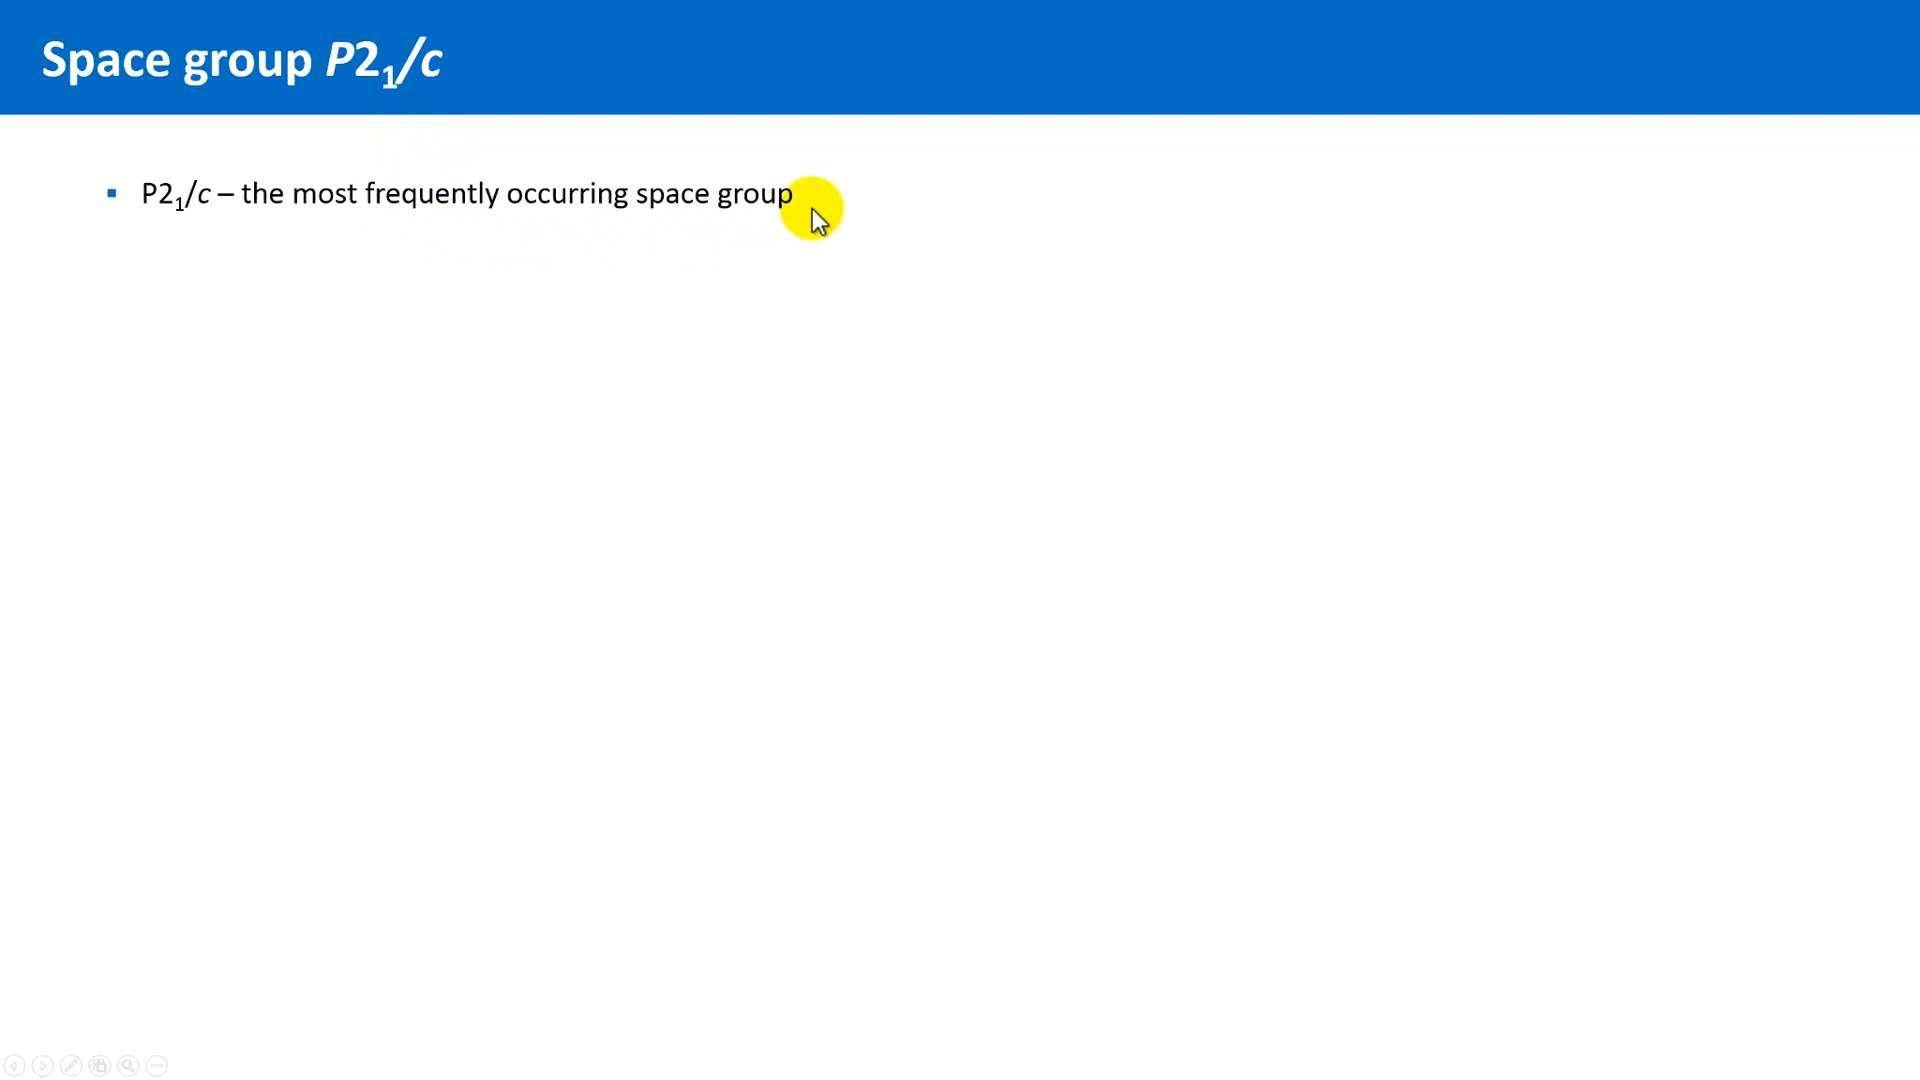 Space group P2₁/c
▪ P2₁/c – the most frequently occurring space group